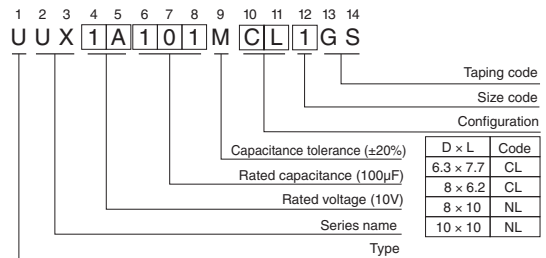 1 2 3 4 5 6 7 8 9 10 11 12 13 14
U U X 1 A 1 0 1 M C L 1 G S
Taping code
Size code
Configuration
Capacitance tolerance (±20%)
Rated capacitance (100μF)
Rated voltage (10V)
Series name
Type
D × L Code
6.3 × 7.7 CL
8 × 6.2 CL
8 × 10 NL
10 × 10 NL